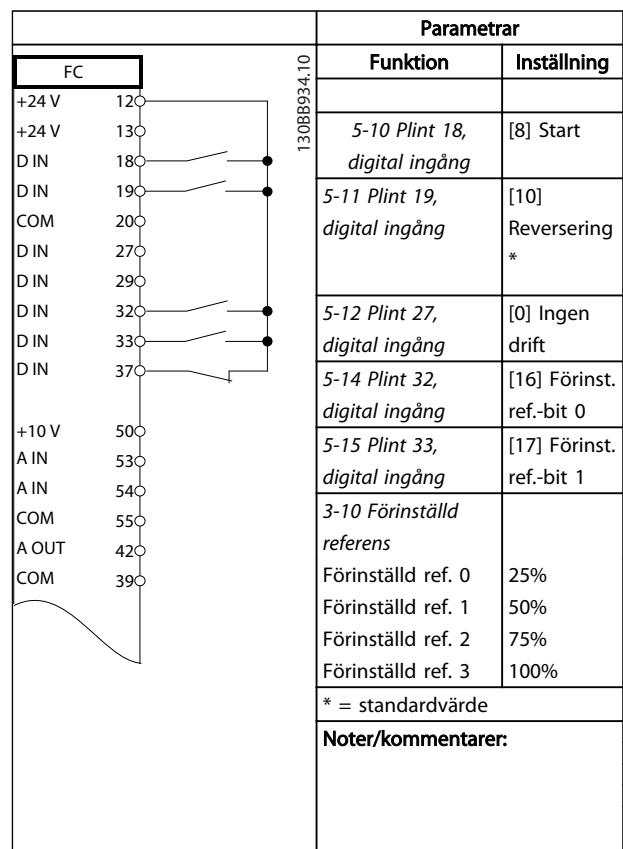 Parametrar
FC
+24 V 12
+24 V 13
D IN 18
D IN 19
COM 20
D IN 27
D IN 29
D IN 32
D IN 33
D IN 37
+10 V 50
A IN 53
A IN 54
COM 55
A OUT 42
COM 39
130BB934.10
Funktion Inställning
5-10 Plint 18, [8] Start
digital ingång
5-11 Plint 19, [10]
digital ingång Reversering
*
5-12 Plint 27, [0] Ingen
digital ingång drift
5-14 Plint 32, [16] Förinst.
digital ingång ref.-bit 0
5-15 Plint 33, [17] Förinst.
digital ingång ref.-bit 1
3-10 Förinställd
referens
Förinställd ref. 0 25%
Förinställd ref. 1 50%
Förinställd ref. 2 75%
Förinställd ref. 3 100%
* = standardvärde
Noter/kommentarer: